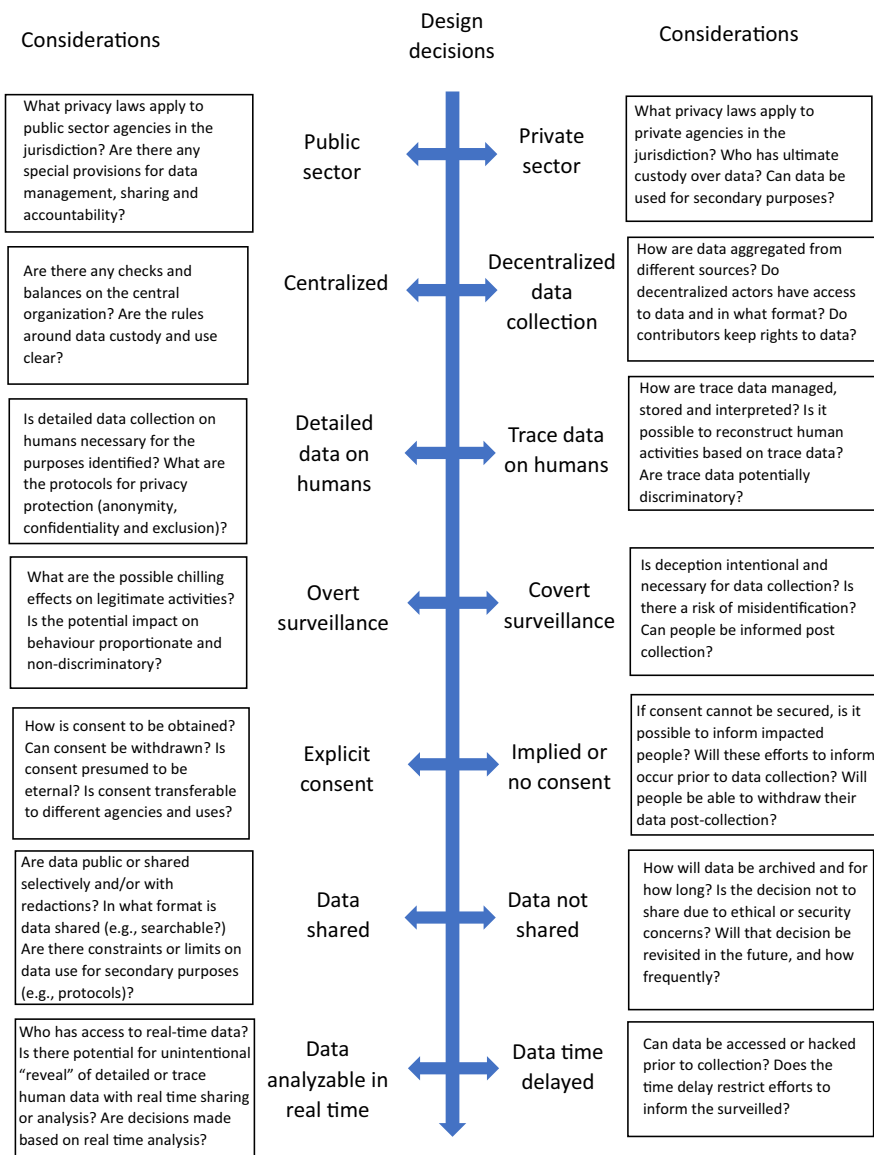 Considerations
Design
decisions
Considerations
What privacy laws apply to
public sector agencies in the
jurisdiction? Are there any
special provisions for data
management, sharing and
accountability?
Public
sector
Private
sector
What privacy laws apply to
private agencies in the
jurisdiction? Who has ultimate
custody over data? Can data be
used for secondary purposes?
Are there any checks and
balances on the central
organization? Are the rules
around data custody and use
clear?
Centralized
Decentralized
data
collection
How are data aggregated from
different sources? Do
decentralized actors have access
to data and in what format? Do
contributors keep rights to data?
Is detailed data collection on
humans necessary for the
purposes identified? What are
the protocols for privacy
protection (anonymity,
confidentiality and exclusion)?
Detailed
data on
humans
Trace data
on humans
How are trace data managed,
stored and interpreted? Is it
possible to reconstruct human
activities based on trace data?
Are trace data potentially
discriminatory?
What are the possible chilling
effects on legitimate activities?
Is the potential impact on
behaviour proportionate and
non-discriminatory?
Overt
surveillance
Covert
surveillance
Is deception intentional and
necessary for data collection? Is
there a risk of misidentification?
Can people be informed post
collection?
How is consent to be obtained?
Can consent be withdrawn? Is
consent presumed to be
eternal? Is consent transferable
to different agencies and uses?
Explicit
consent
Implied or
no consent
If consent cannot be secured, is it
possible to inform impacted
people? Will these efforts to inform
occur prior to data collection? Will
people be able to withdraw their
data post-collection?
Are data public or shared
selectively and/or with
redactions? In what format is
data shared (e.g., searchable?)
Are there constraints or limits on
data use for secondary purposes
(e.g., protocols)?
Data
shared
Data not
shared
How will data be archived and for
how long? Is the decision not to
share due to ethical or security
concerns? Will that decision be
revisited in the future, and how
frequently?
Who has access to real-time data?
Is there potential for unintentional
“reveal” of detailed or trace
human data with real time sharing
or analysis? Are decisions made
based on real time analysis?
Data
analyzable in
real time
Data time
delayed
Can data be accessed or hacked
prior to collection? Does the
time delay restrict efforts to
inform the surveilled?